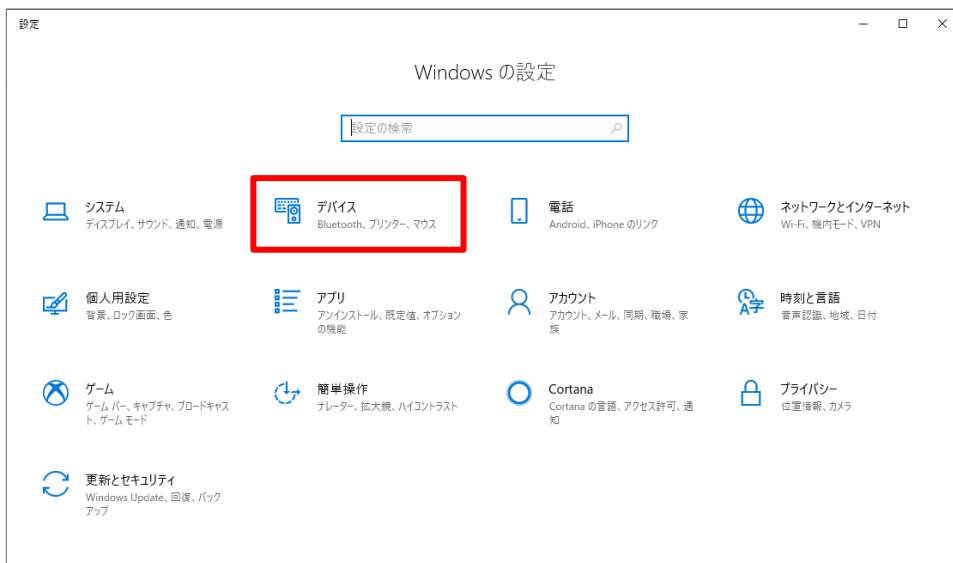 設定
Windows の設定
設定の検索
システム
ディスプレイ、サウンド、通知、電源
デバイス
Bluetooth、プリンター、マウス
電話
Android、iPhone のリンク
ネットワークとインターネット
Wi-Fi、機内モード、VPN
個人用設定
背景、ロック画面、色
アプリ
アンインストール、既定値、オプション
の機能
アカウント
アカウント、メール、同期、職場、家
族
時刻と言語
音声認識、地域、日付
ゲーム
ゲーム バー、キャプチャ、ブロードキャス
ト、ゲーム モード
簡単操作
ナレーター、拡大鏡、ハイコントラスト
Cortana
Cortana の言語、アクセス許可、通
知
プライバシー
位置情報、カメラ
更新とセキュリティ
Windows Update、回復、バック
アップ